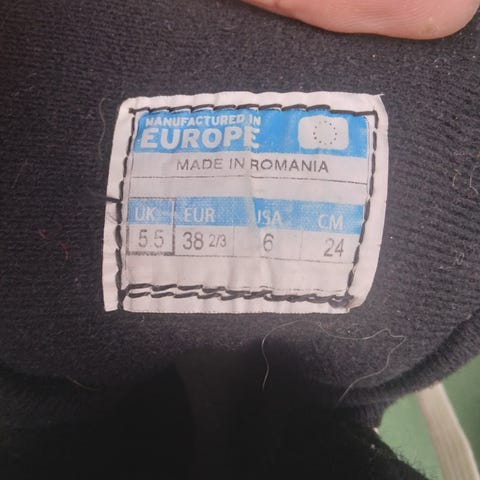 MANUFACTURED IN
EUROPE
MADE IN ROMANIA
UK EUR USA CM
5.5 38 2/3 6 24